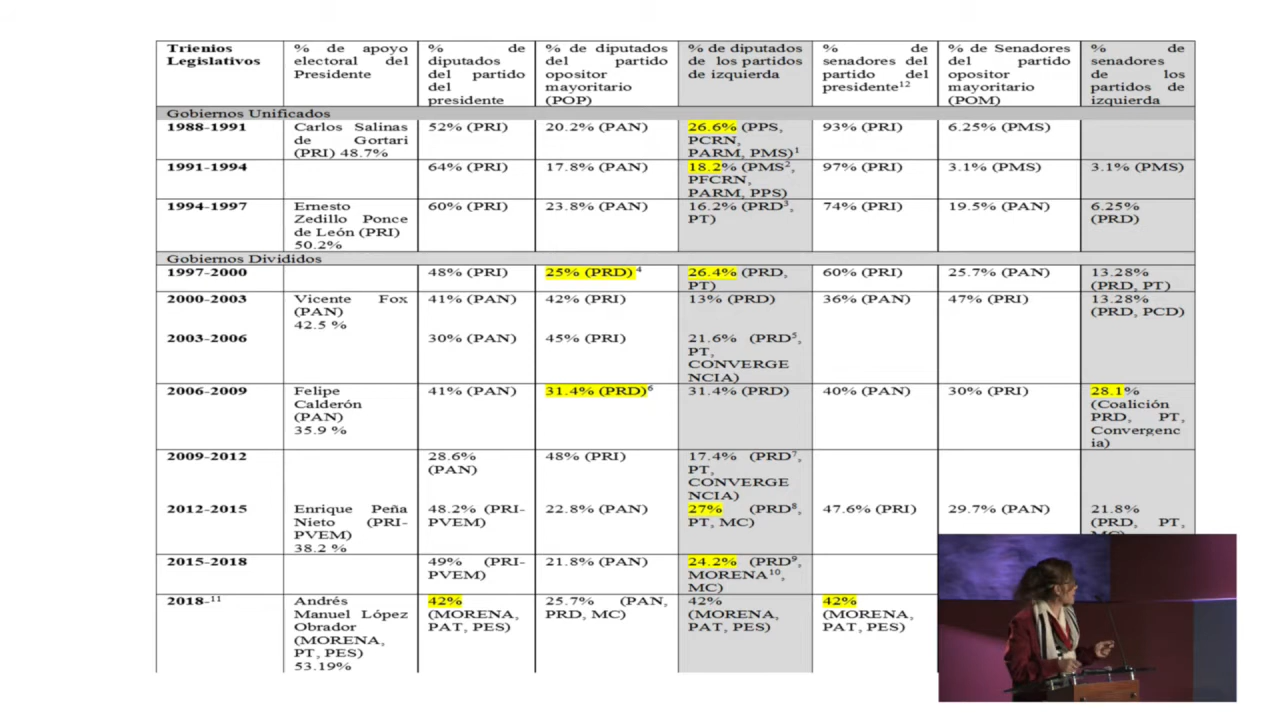 Trienios Legislativos
% de apoyo electoral del Presidente
% de diputados del partido del presidente
% de diputados del partido opositor mayoritario (POP)
% de diputados de los partidos de izquierda
% de senadores del partido del presidente12
% de Senadores del partido opositor mayoritario (POM)
% de senadores de los partidos de izquierda
Gobiernos Unificados
1988-1991
Carlos Salinas de Gortari (PRI) 48.7%
52% (PRI)
20.2% (PAN)
26.6% (PPS, PCRN, PARM, PMS)1
93% (PRI)
6.25% (PMS)
1991-1994
64% (PRI)
17.8% (PAN)
18.2% (PMS2, PFCRN, PARM, PPS)
97% (PRI)
3.1% (PMS)
3.1% (PMS)
1994-1997
Ernesto Zedillo Ponce de León (PRI) 50.2%
60% (PRI)
23.8% (PAN)
16.2% (PRD3, PT)
74% (PRI)
19.5% (PAN)
6.25% (PRD)
Gobiernos Divididos
1997-2000
48% (PRI)
25% (PRD) 4
26.4% (PRD, PT)
60% (PRI)
25.7% (PAN)
13.28% (PRD, PT)
2000-2003
Vicente Fox (PAN) 42.5 %
41% (PAN)
42% (PRI)
13% (PRD)
36% (PAN)
47% (PRI)
13.28% (PRD, PCD)
2003-2006
30% (PAN)
45% (PRI)
21.6% (PRD5, PT, CONVERGENCIA)
2006-2009
Felipe Calderón (PAN) 35.9 %
41% (PAN)
31.4% (PRD)6
31.4% (PRD)
40% (PAN)
30% (PRI)
28.1% (Coalición PRD, PT, Convergencia)
2009-2012
28.6% (PAN)
48% (PRI)
17.4% (PRD7, PT, CONVERGENCIA)
2012-2015
Enrique Peña Nieto (PRI-PVEM) 38.2 %
48.2% (PRI-PVEM)
22.8% (PAN)
27% (PRD8, PT, MC)
47.6% (PRI)
29.7% (PAN)
21.8% (PRD, PT,
2015-2018
49% (PRI-PVEM)
21.8% (PAN)
24.2% (PRD9, MORENA10, MC)
2018-11
Andrés Manuel López Obrador (MORENA, PT, PES) 53.19%
42% (MORENA, PAT, PES)
25.7% (PAN, PRD, MC)
42% (MORENA, PAT, PES)
42% (MORENA, PAT, PES)